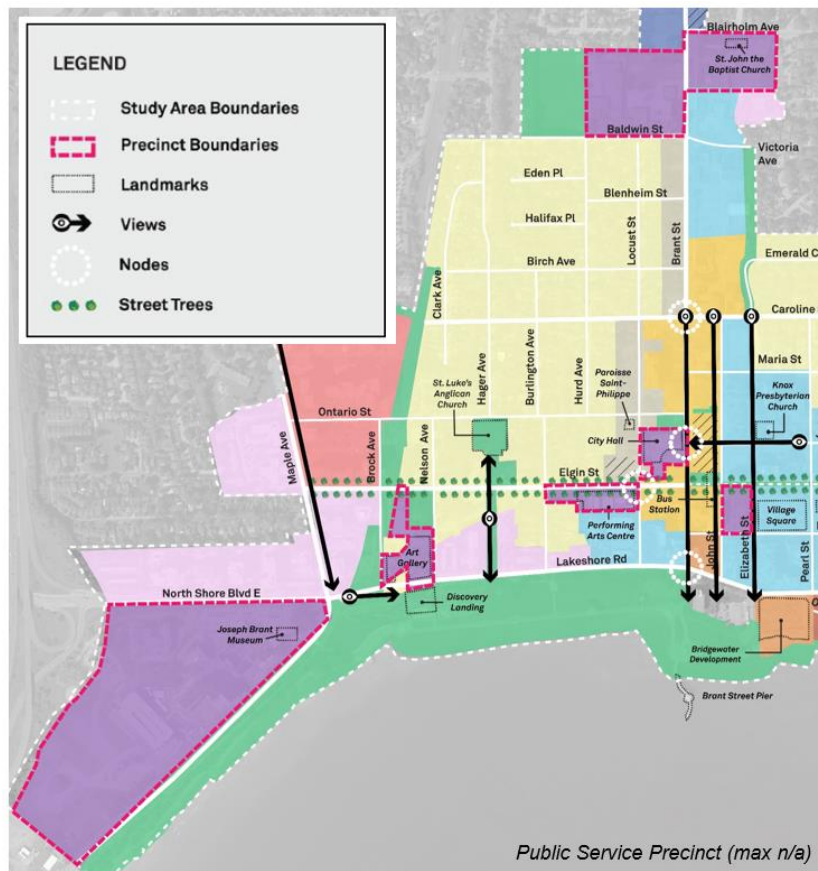 LEGEND
Study Area Boundaries
Precinct Boundaries
Landmarks
Views
Nodes
Street Trees
Blairholm Ave
St. John the
Baptist Church
Baldwin St
Victoria
Ave
Eden Pl
Blenheim St
Halifax Pl
Locust St
Brant St
Birch Ave
Emerald C
Clark Ave
Caroline
Maria St
Hager Ave
Burlington Ave
Hurd Ave
St. Luke's
Anglican
Church
Paroisse
Saint-
Philippe
Knox
Presbyterian
Church
Ontario St
Maple Ave
Brock Ave
Nelson Ave
City Hall
Elgin St
Bus
Station
Performing
Arts Centre
John St
Elizabeth St
Village
Square
Pearl St
Art
Gallery
Lakeshore Rd
North Shore Blvd E
Discovery
Landing
Joseph Brant
Museum
Bridgewater
Development
Brant Street Pier
Public Service Precinct (max n/a)